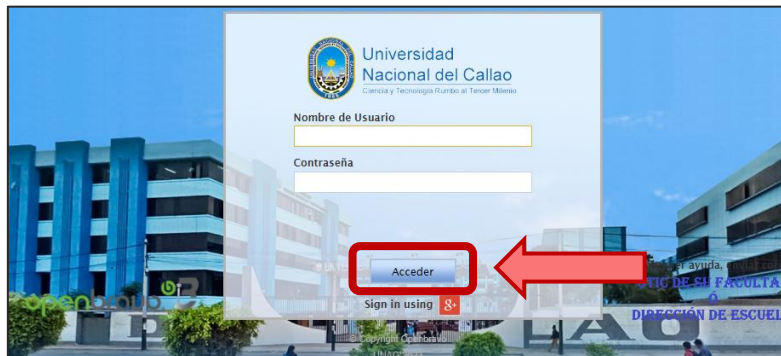 Universidad
Nacional del Callao
Ciencia y Tecnología Rumbo al Tercer Milenio
Nombre de Usuario
Contraseña
Acceder
Sign in using g+
openbravo
ayuda,
OTIC DE SU FACULTA
Ó
DIRECCIÓN DE ESCUEL
© Copyright Openbravo